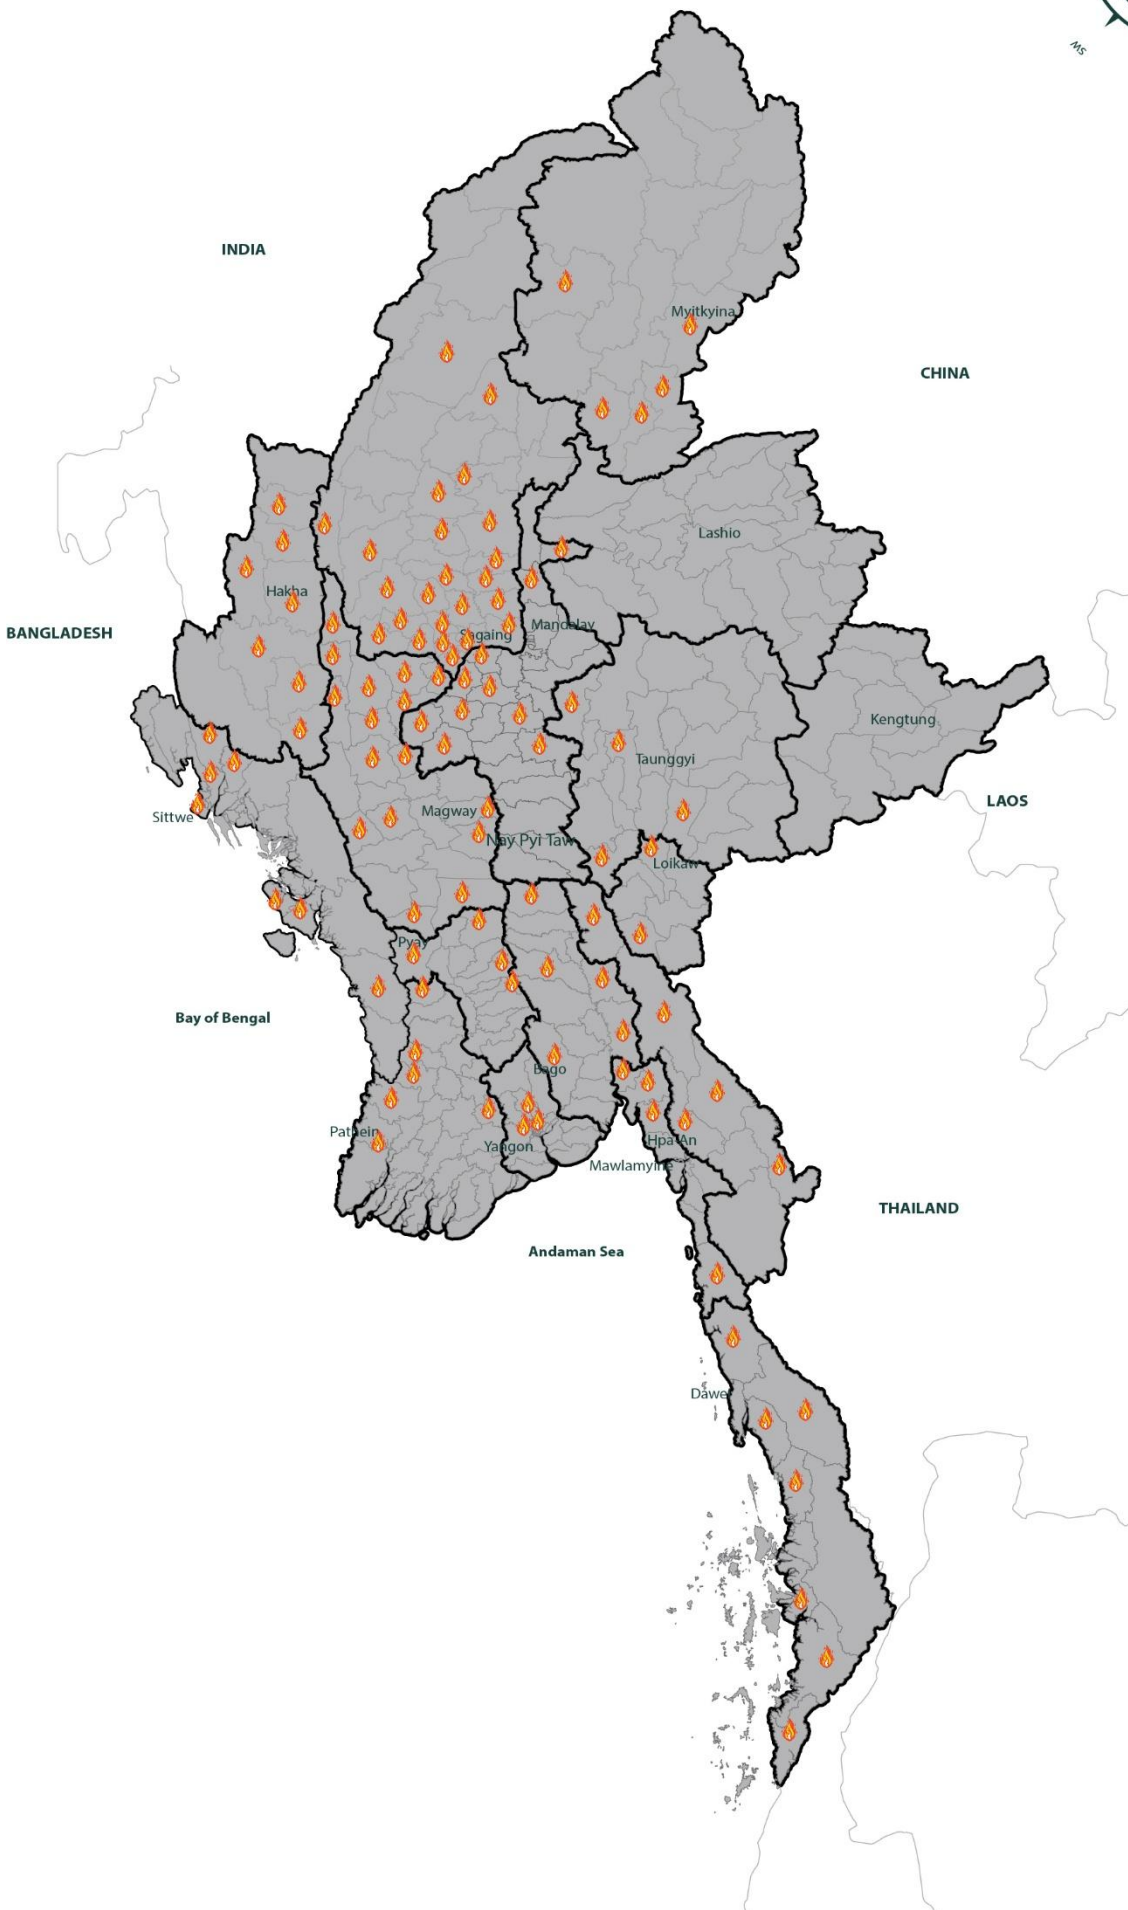 SW
INDIA
Myitkyina
CHINA
Lashio
Hakha
Mandalay
BANGLADESH
Sagaing
Kengtung
Taunggyi
LAOS
Magway
Sittwe
Nay Pyi Taw
Loikaw
Pyay
Bay of Bengal
Bago
Pathein
Hpa-An
Yangon
Mawlamyine
THAILAND
Andaman Sea
Dawei